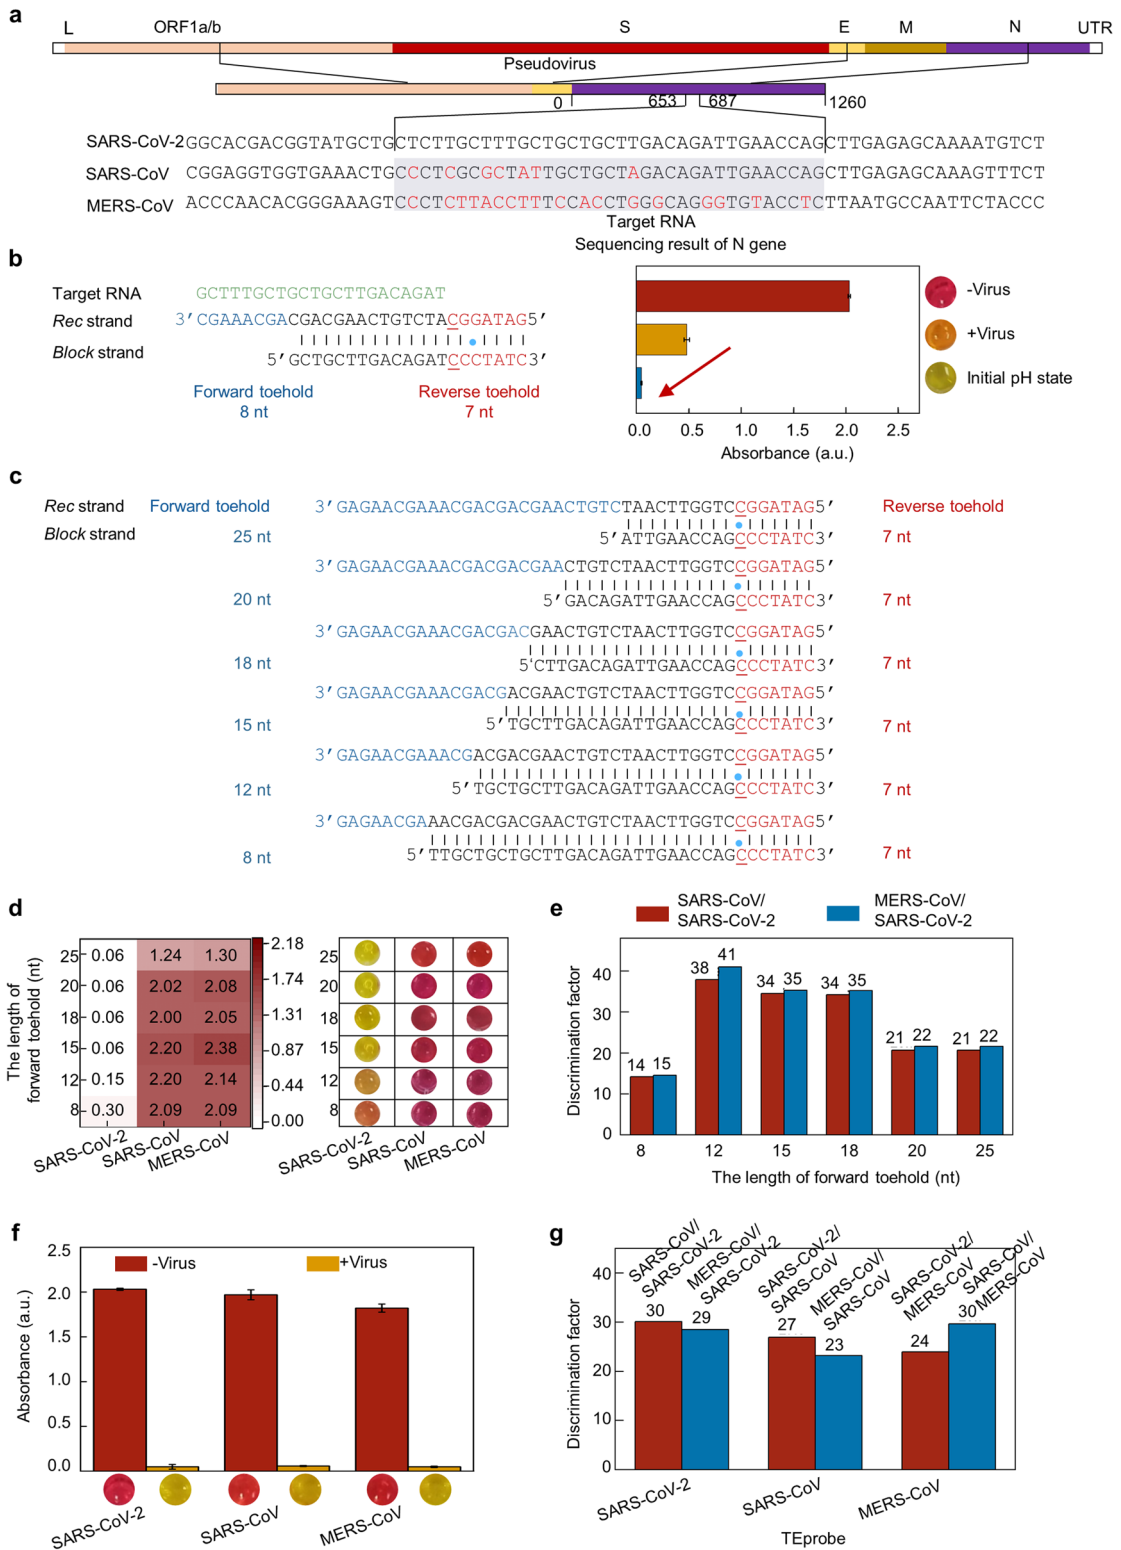 a
L ORF1a/b S E M N UTR
Pseudovirus
0 653 687 1260
SARS-CoV-2 GGCACGACGGTATGCTGCTCTTGCTTTGCTGCTGCTTGACAGATTGAACCAGCTTGAGAGCAAAATGTCT
SARS-CoV CGGAGGTGGTGAAACTGCCCTCGCGCTATTGCTGCTAGACAGATTGAACCAGCTTGAGAGCAAAGTTTCT
MERS-CoV ACCCAACACGGGAAAGTCCCTCTTACCTTTCCACCTGGGCAGGGTGTACCTCTTAATGCCAATTCTACCC
Target RNA
Sequencing result of N gene
b
Target RNA GCTTTGCTGCTGCTTGACAGAT
Rec strand 3′CGAAACGACGACGAACTGTCTACGGATAG5′
Block strand 5′GCTGCTTGACAGATCCCTATC3′
Forward toehold Reverse toehold
8 nt 7 nt
-Virus
+Virus
Initial pH state
0.0 0.5 1.0 1.5 2.0 2.5
Absorbance (a.u.)
c
Rec strand Forward toehold 3′GAGAACGAAACGACGACGAACTGTCTAACTTGGTCCGGATAG5′ Reverse toehold
Block strand 25 nt 5′ATTGAACCAGCCCTATC3′ 7 nt
3′GAGAACGAAACGACGACGAACTGTCTAACTTGGTCCGGATAG5′
20 nt 5′GACAGATTGAACCAGCCCTATC3′ 7 nt
3′GAGAACGAAACGACGACGAACTGTCTAACTTGGTCCGGATAG5′
18 nt 5′CTTGACAGATTGAACCAGCCCTATC3′ 7 nt
3′GAGAACGAAACGACGACGAACTGTCTAACTTGGTCCGGATAG5′
15 nt 5′TGCTTGACAGATTGAACCAGCCCTATC3′ 7 nt
3′GAGAACGAAACGACGACGAACTGTCTAACTTGGTCCGGATAG5′
12 nt 5′TGCTGCTTGACAGATTGAACCAGCCCTATC3′ 7 nt
3′GAGAACGAAACGACGACGAACTGTCTAACTTGGTCCGGATAG5′
8 nt 5′TTGCTGCTGCTTGACAGATTGAACCAGCCCTATC3′ 7 nt
d
The length of
forward toehold (nt)
25 0.06 1.24 1.30
20 0.06 2.02 2.08
18 0.06 2.00 2.05
15 0.06 2.20 2.38
12 0.15 2.20 2.14
8 0.30 2.09 2.09
SARS-CoV-2 SARS-CoV MERS-CoV
2.18
1.74
1.31
0.87
0.44
0.00
25
20
18
15
12
8
SARS-CoV-2 SARS-CoV MERS-CoV
e
SARS-CoV/
SARS-CoV-2
MERS-CoV/
SARS-CoV-2
Discrimination factor
40
30
20
10
0
14 15 38 41 34 35 34 35 21 22 21 22
8 12 15 18 20 25
The length of forward toehold (nt)
f
-Virus +Virus
Absorbance (a.u.)
2.5
2.0
1.5
1.0
0.5
0.0
SARS-CoV-2 SARS-CoV MERS-CoV
g
SARS-CoV/
SARS-CoV-2
MERS-CoV/
SARS-CoV-2
SARS-CoV-2/
SARS-CoV
MERS-CoV/
SARS-CoV
SARS-CoV-2/
MERS-CoV
SARS-CoV/
MERS-CoV
Discrimination factor
40
30
20
10
0
30 29 27 23 24 30
SARS-CoV-2 SARS-CoV MERS-CoV
TEprobe